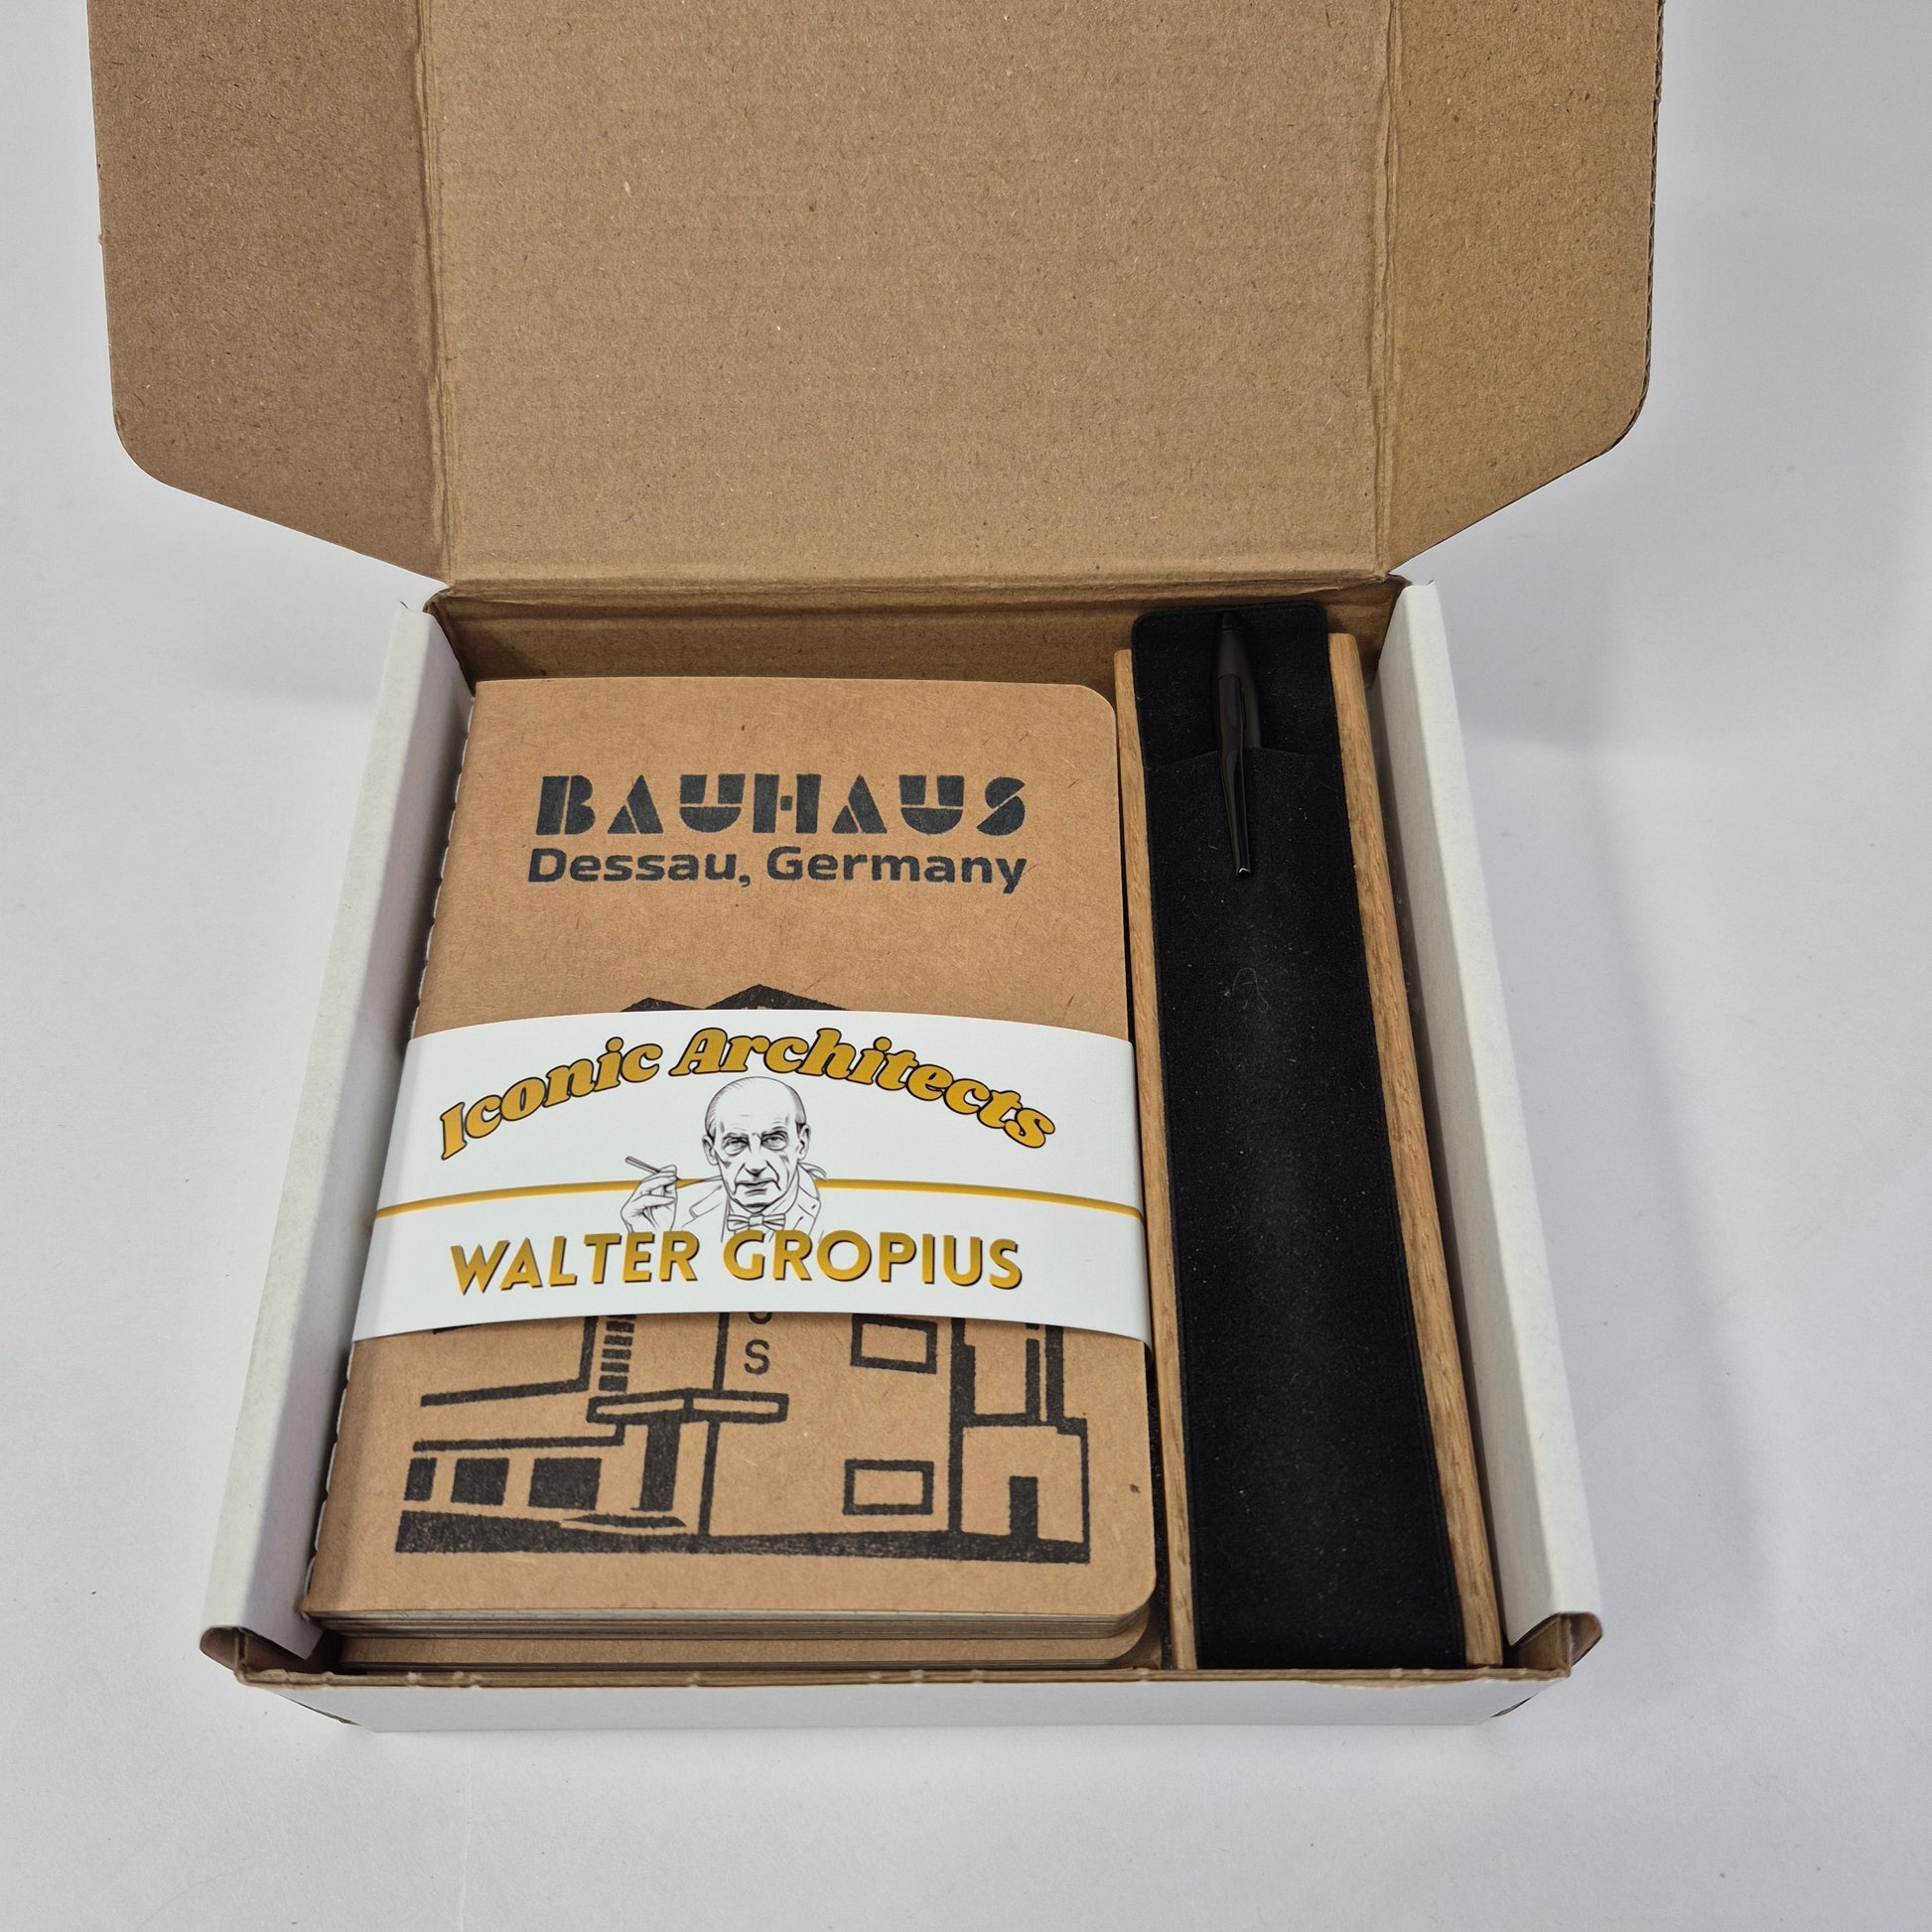 BAUHAUS
Dessau, Germany
Iconic Architects
WALTER GROPIUS
S